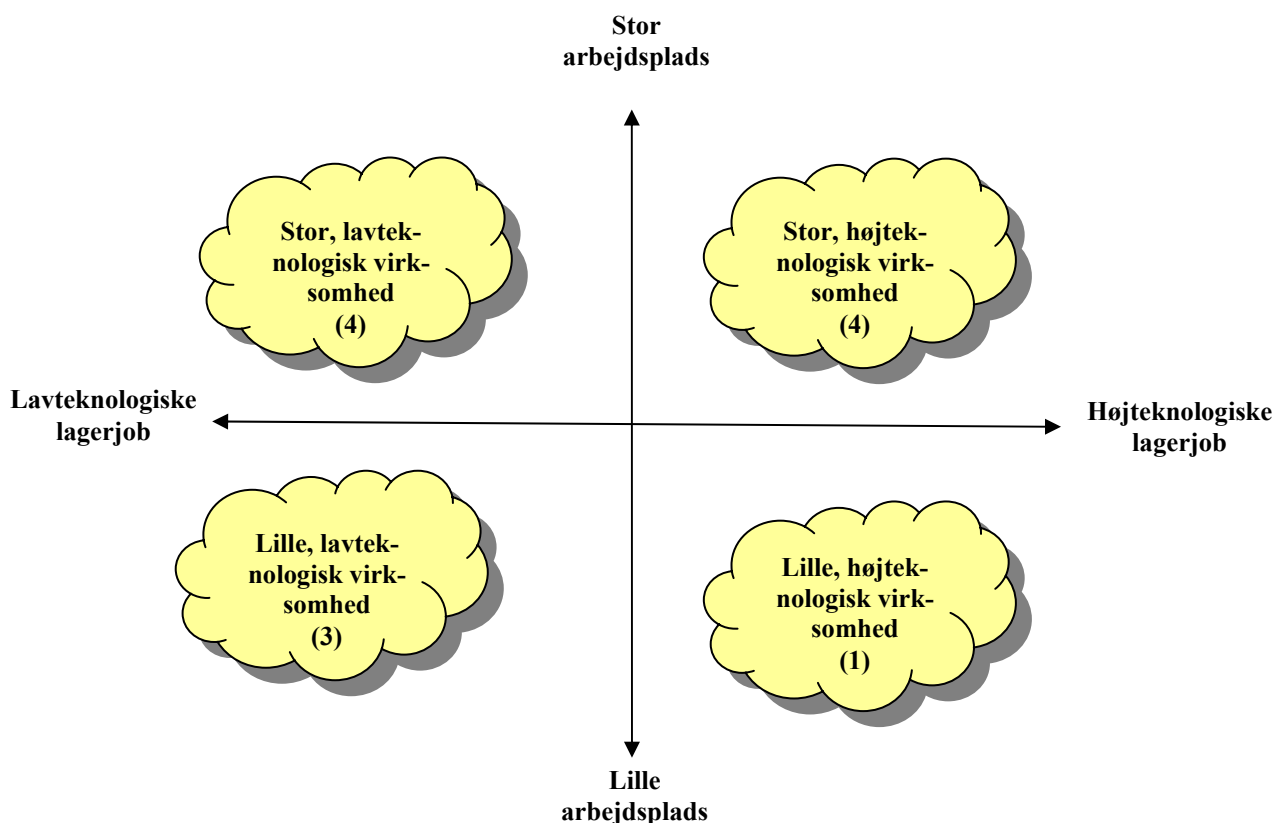 Stor
arbejdsplads
Stor, lavtek-
nologisk virk-
somhed
(4)
Stor, højtek-
nologisk virk-
somhed
(4)
Lavteknologiske
lagerjob
Højteknologiske
lagerjob
Lille, lavtek-
nologisk virk-
somhed
(3)
Lille, højtek-
nologisk virk-
somhed
(1)
Lille
arbejdsplads